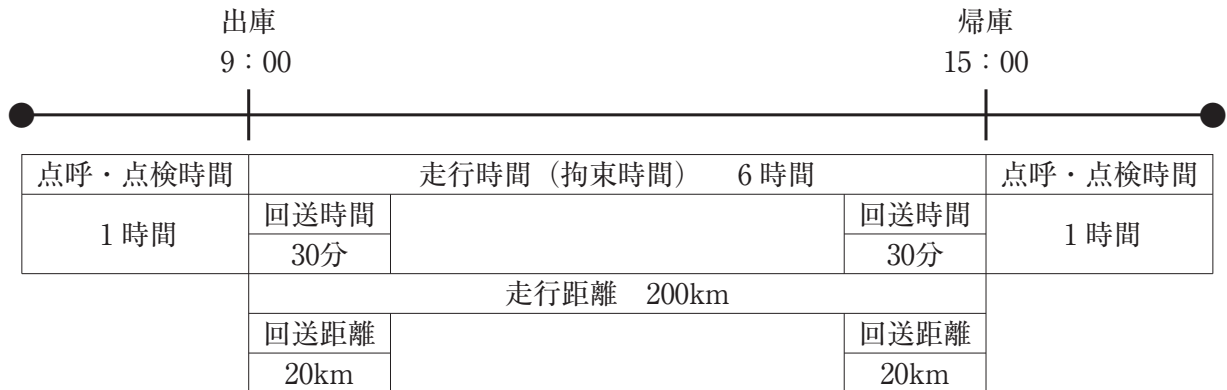 出庫
9：00
帰庫
15：00
点呼・点検時間
走行時間（拘束時間）　6時間
点呼・点検時間
1時間
回送時間
30分
回送時間
30分
1時間
走行距離　200km
回送距離
20km
回送距離
20km